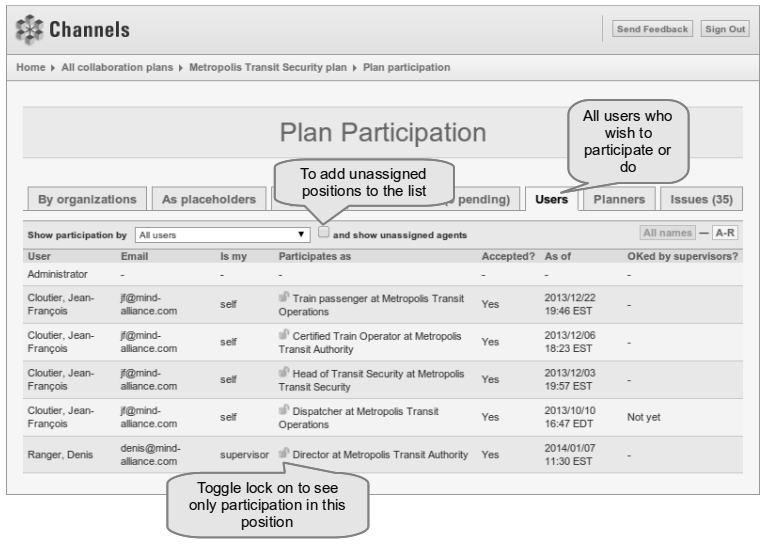 Channels
Send Feedback Sign Out
Home All collaboration plans Metropolis Transit Security plan Plan participation
Plan Participation
All users who
wish to
participate or
do
To add unassigned
positions to the list
By organizations As placeholders pending) Users Planners Issues (35)
Show participation by All users and show unassigned agents All names — A-R
User Email Is my Participates as Accepted? As of OKed by supervisors?
Administrator - - - - - -
Cloutier, Jean- jf@mind- Train passenger at Metropolis Transit 2013/12/22
François alliance.com self Operations Yes 19:46 EST -
Cloutier, Jean- jf@mind- Certified Train Operator at Metropolis 2013/12/06
François alliance.com self Transit Authority Yes 18:23 EST -
Cloutier, Jean- jf@mind- Head of Transit Security at Metropolis 2013/12/03
François alliance.com self Transit Security Yes 19:57 EST -
Cloutier, Jean- jf@mind- Dispatcher at Metropolis Transit 2013/10/10
François alliance.com self Operations Yes 16:47 EDT Not yet
Ranger, Denis denis@mind- supervisor Director at Metropolis Transit Authority Yes 2014/01/07 -
alliance.com 11:30 EST
Toggle lock on to see
only participation in this
position